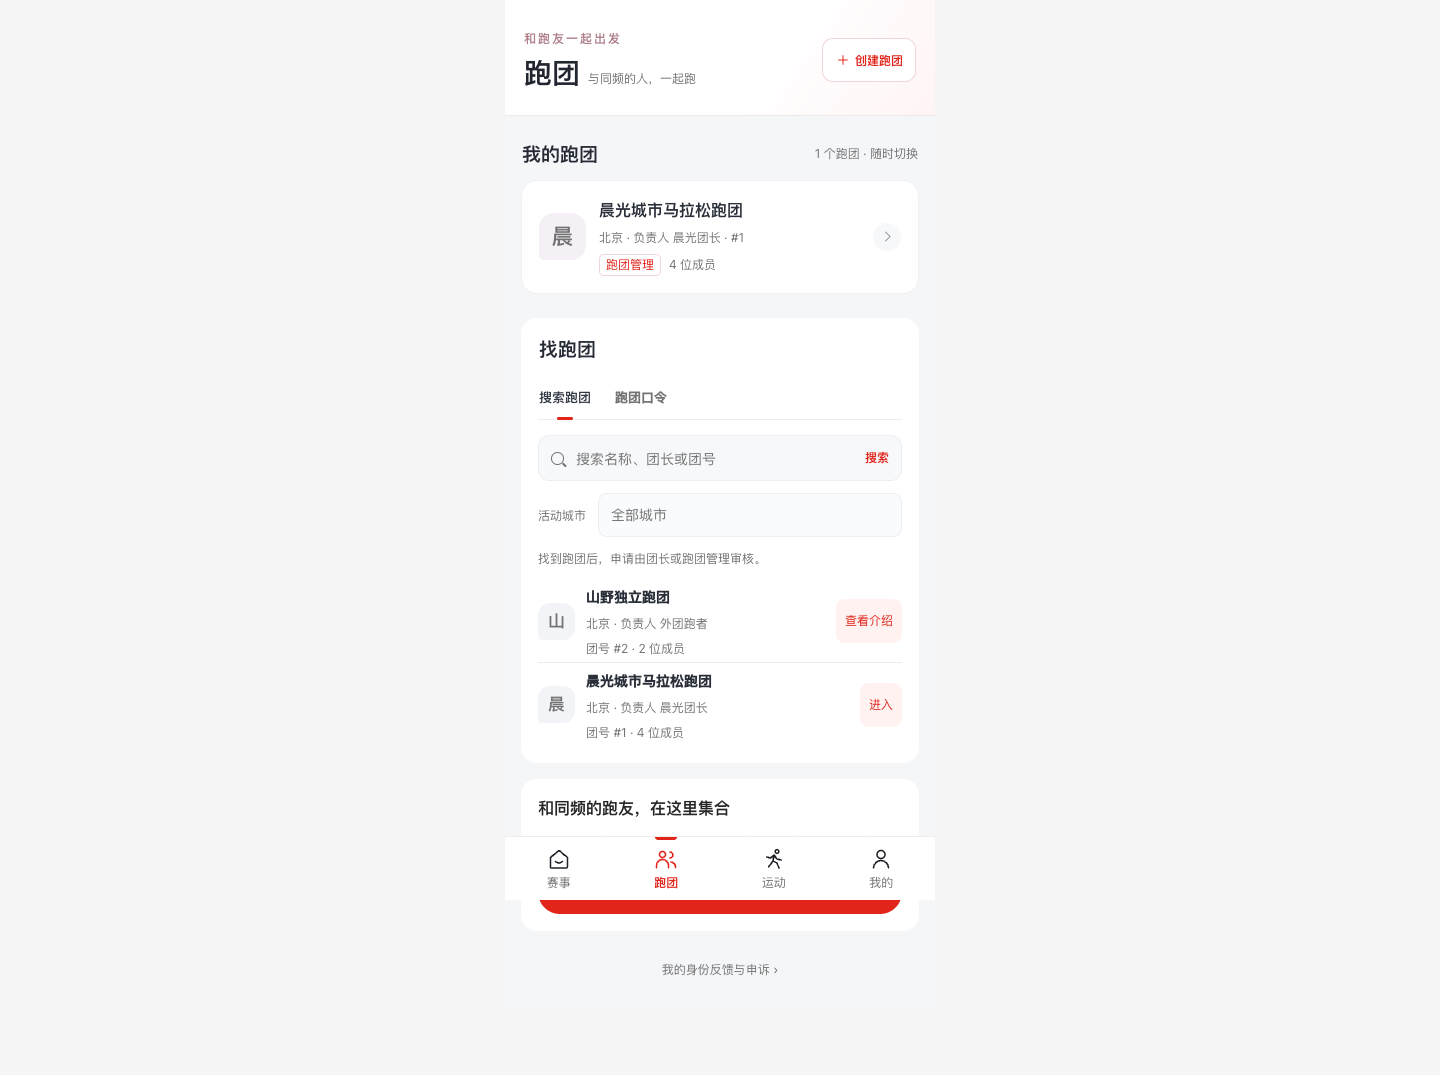 和跑友一起出发
跑团 与同频的人，一起跑
创建跑团
我的跑团
1 个跑团 · 随时切换
晨
晨光城市马拉松跑团
北京 · 负责人 晨光团长 · #1
跑团管理 4 位成员
找跑团
搜索跑团 跑团口令
搜索名称、团长或团号 搜索
活动城市 全部城市
找到跑团后，申请由团长或跑团管理审核。
山
山野独立跑团
北京 · 负责人 外团跑者
团号 #2 · 2 位成员
查看介绍
晨
晨光城市马拉松跑团
北京 · 负责人 晨光团长
团号 #1 · 4 位成员
进入
和同频的跑友，在这里集合
赛事 跑团 运动 我的
我的身份反馈与申诉 ›